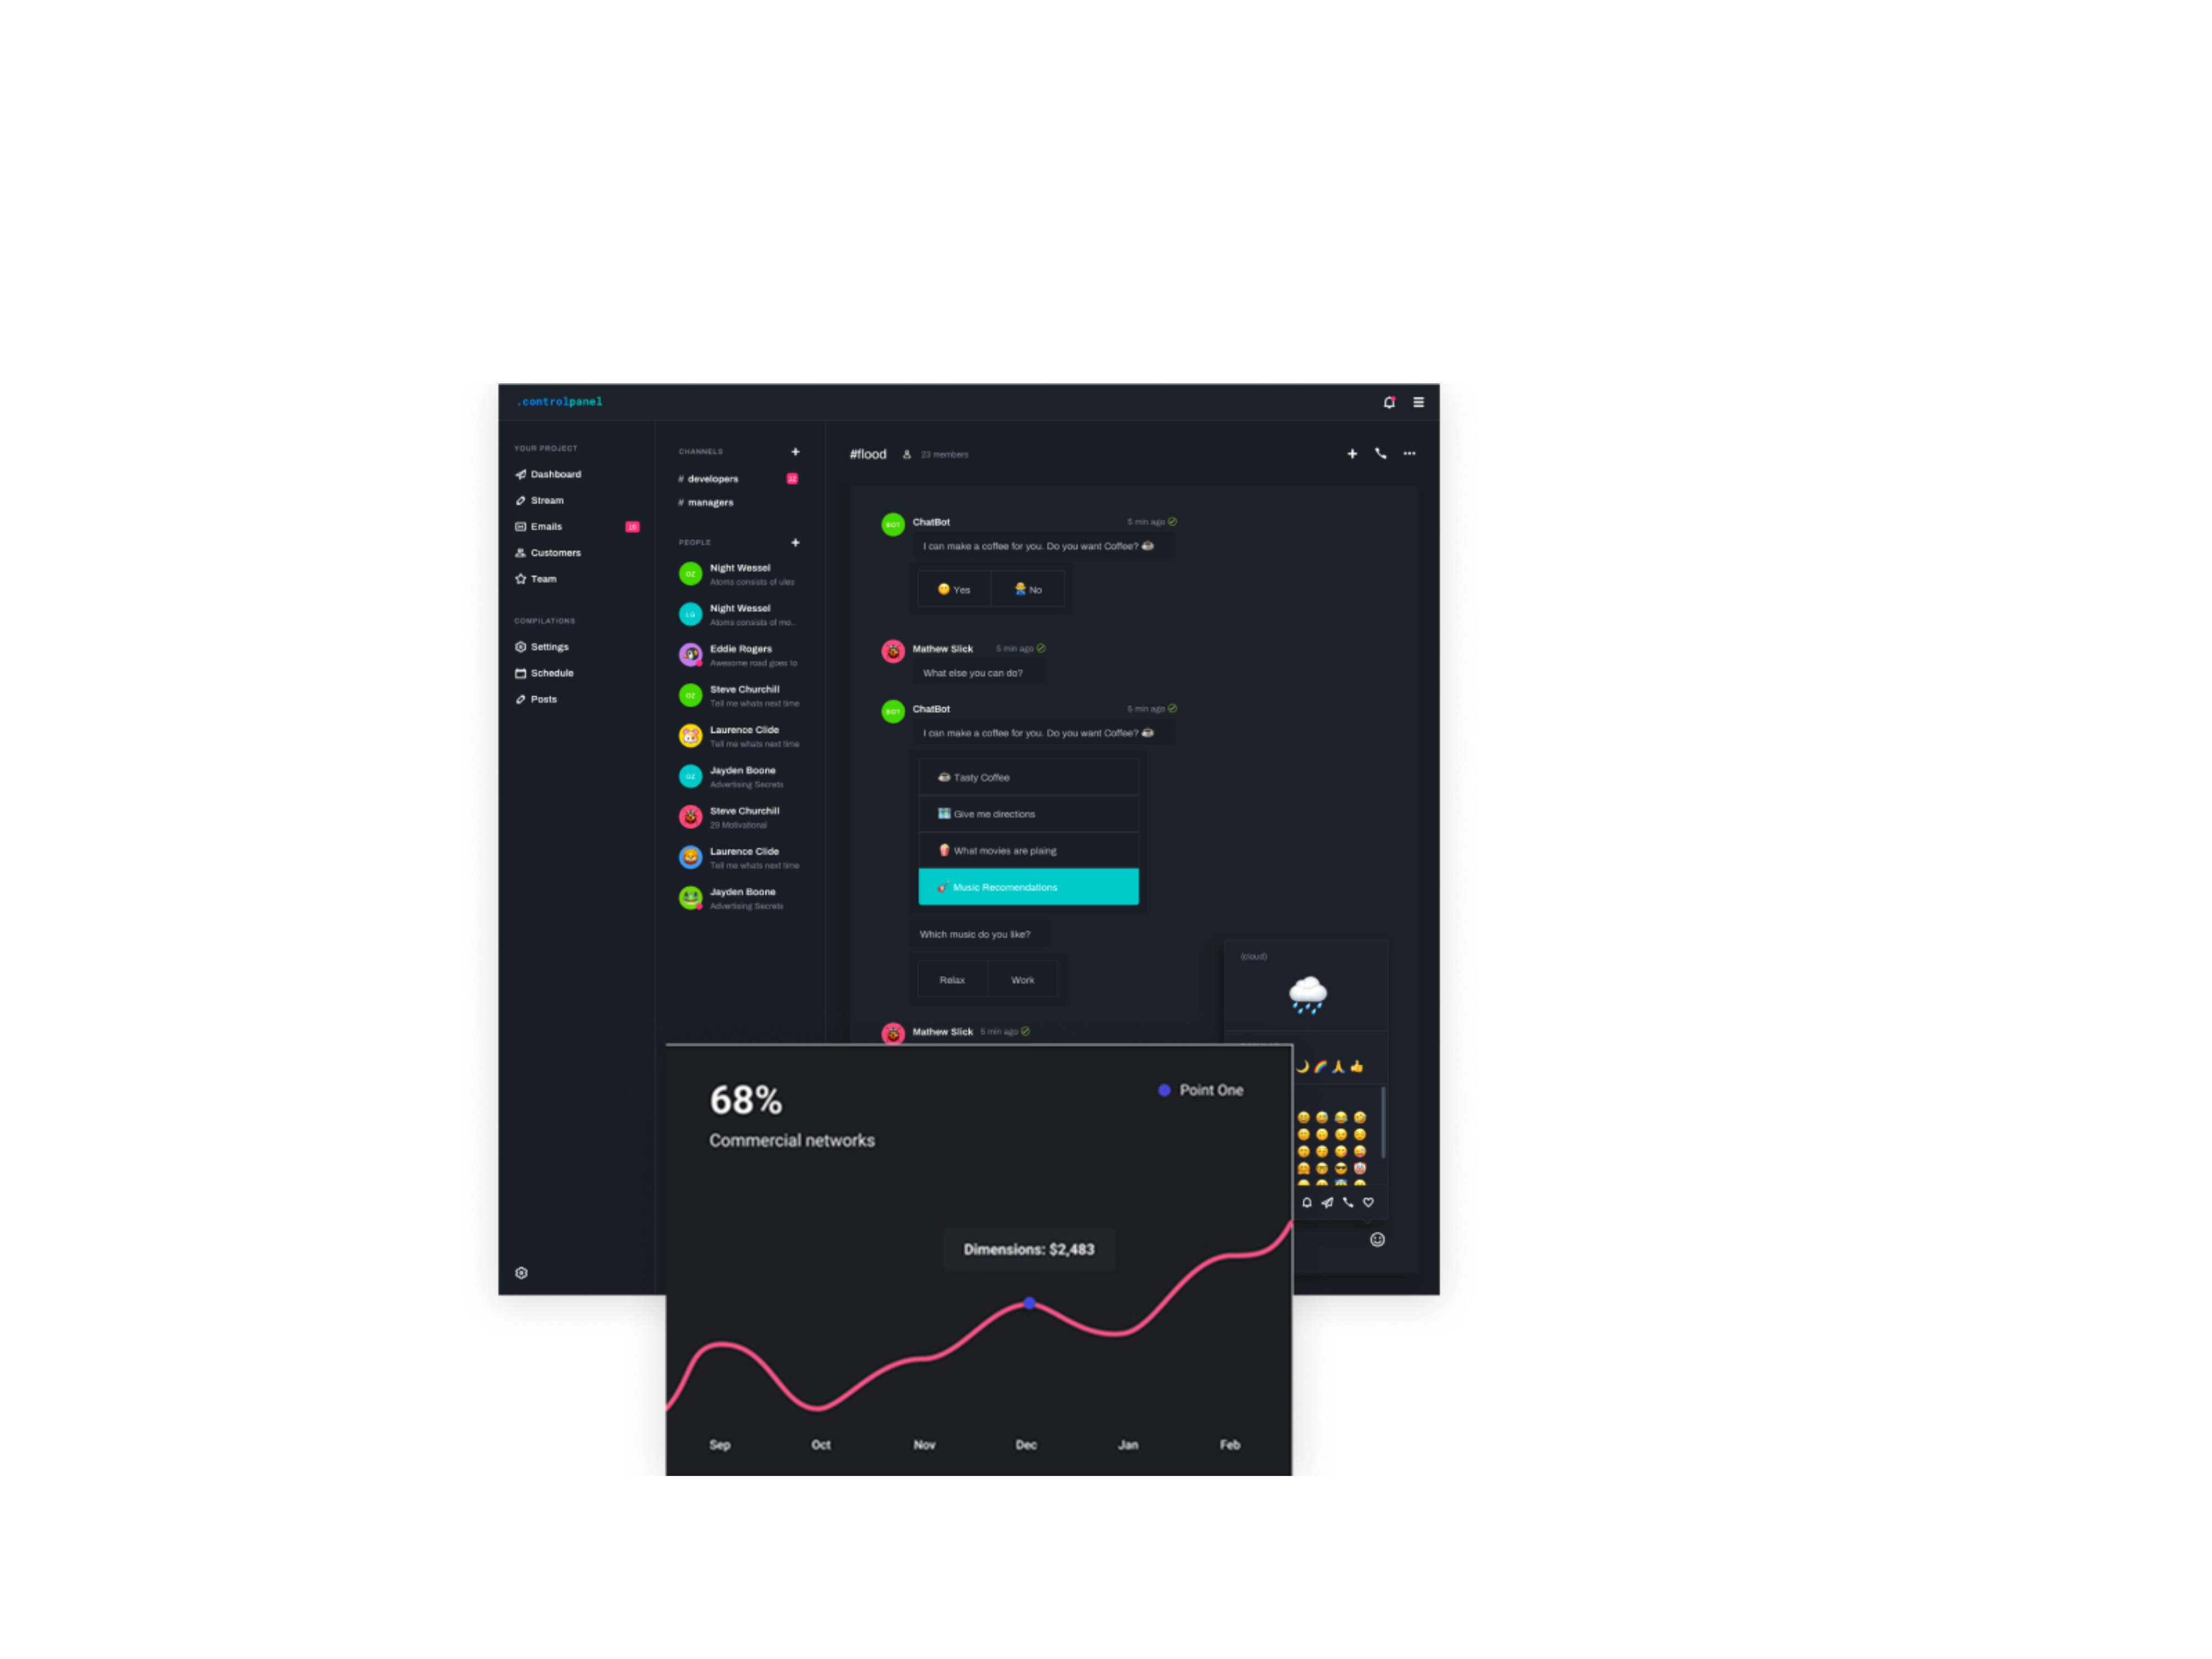 .controlpanel
YOUR PROJECT
Dashboard
Stream
Emails
Customers
Team
COMPILATIONS
Settings
Schedule
Posts
CHANNELS
# developers
# managers
PEOPLE
OZ
Night Wessel
Atoms consists of ules
LG
Night Wessel
Atoms consists of mo..
Eddie Rogers
Awesome road goes to
OZ
Steve Churchill
Tell me whats next time
Laurence Clide
Tell me whats next time
OZ
Jayden Boone
Advertising Secrets
Steve Churchill
29 Motivational
Laurence Clide
Tell me whats next time
Jayden Boone
Advertising Secrets
#flood 23 members
BOT
ChatBot 5 min ago
I can make a coffee for you. Do you want Coffee?
Yes No
Mathew Slick 5 min ago
What else you can do?
BOT
ChatBot 5 min ago
I can make a coffee for you. Do you want Coffee?
Tasty Coffee
Give me directions
What movies are plaing
Music Recomendations
Which music do you like?
Relax Work
Mathew Slick 5 min ago
(cloud)
68%
Commercial networks
Point One
Dimensions: $2,483
Sep Oct Nov Dec Jan Feb